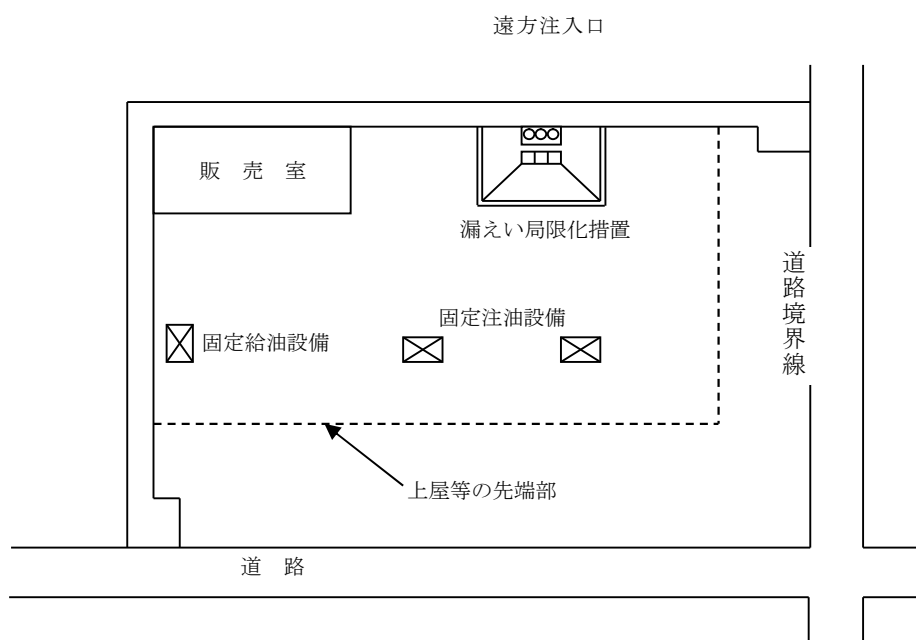 遠方注入口
販 売 室
漏えい局限化措置
道路境界線
固定注油設備
固定給油設備
上屋等の先端部
道 路